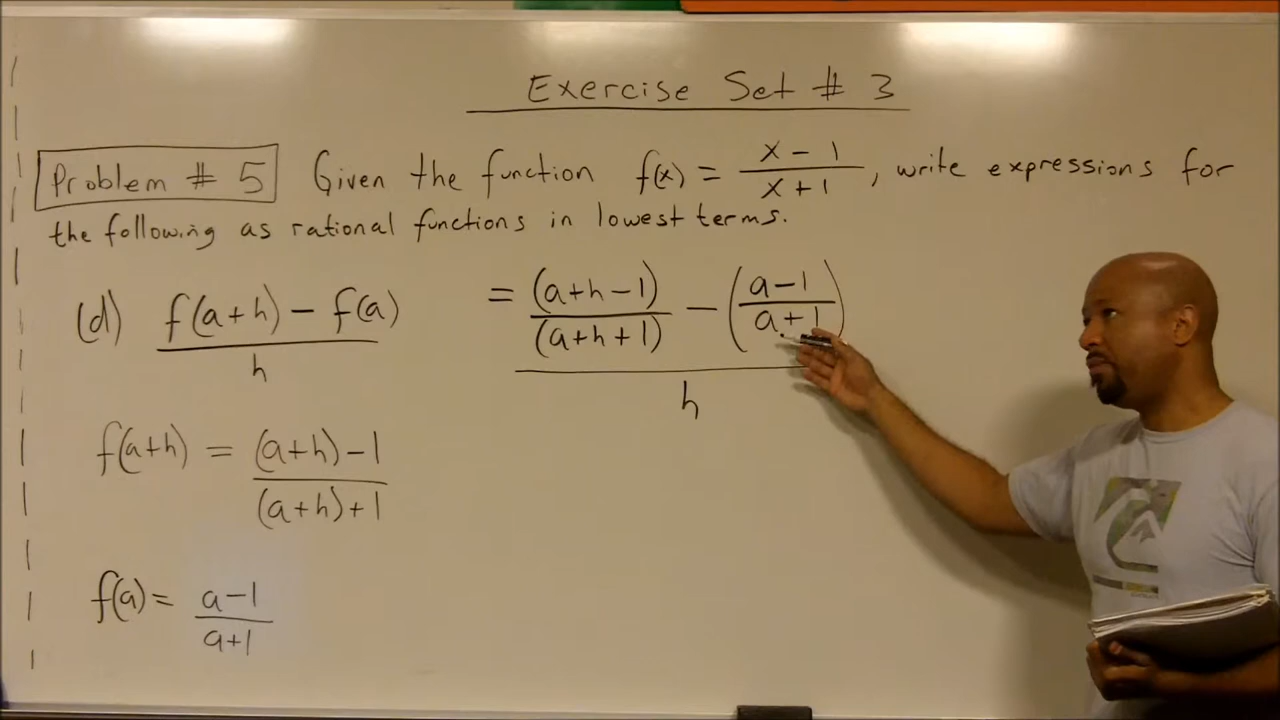 Exercise Set # 3
Problem # 5 Given the function f(x) = (x - 1)/(x + 1), write expressions for
the following as rational functions in lowest terms.
(d) (f(a+h) - f(a))/h = ((a+h-1)/(a+h+1) - ((a-1)/(a+1)))/h
f(a+h) = ((a+h)-1)/((a+h)+1)
f(a) = (a-1)/(a+1)